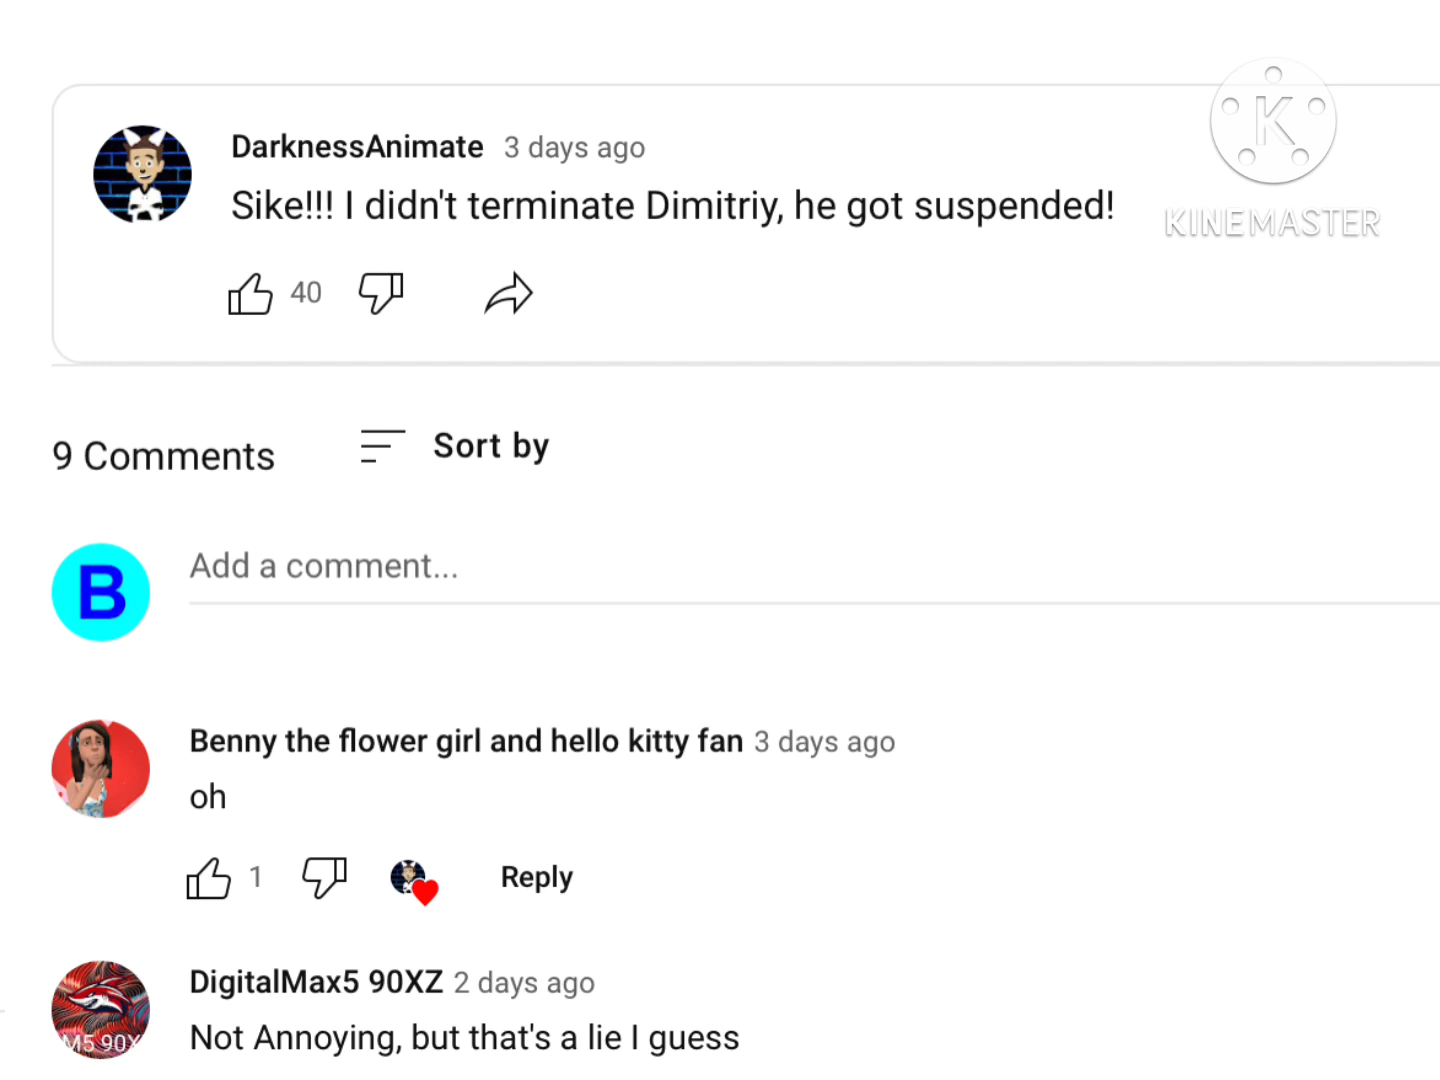 DarknessAnimate 3 days ago
Sike!!! I didn't terminate Dimitriy, he got suspended!
K
KINEMASTER
40
9 Comments
Sort by
B
Add a comment...
Benny the flower girl and hello kitty fan 3 days ago
oh
1
Reply
DigitalMax5 90XZ 2 days ago
M5 90X
Not Annoying, but that's a lie I guess